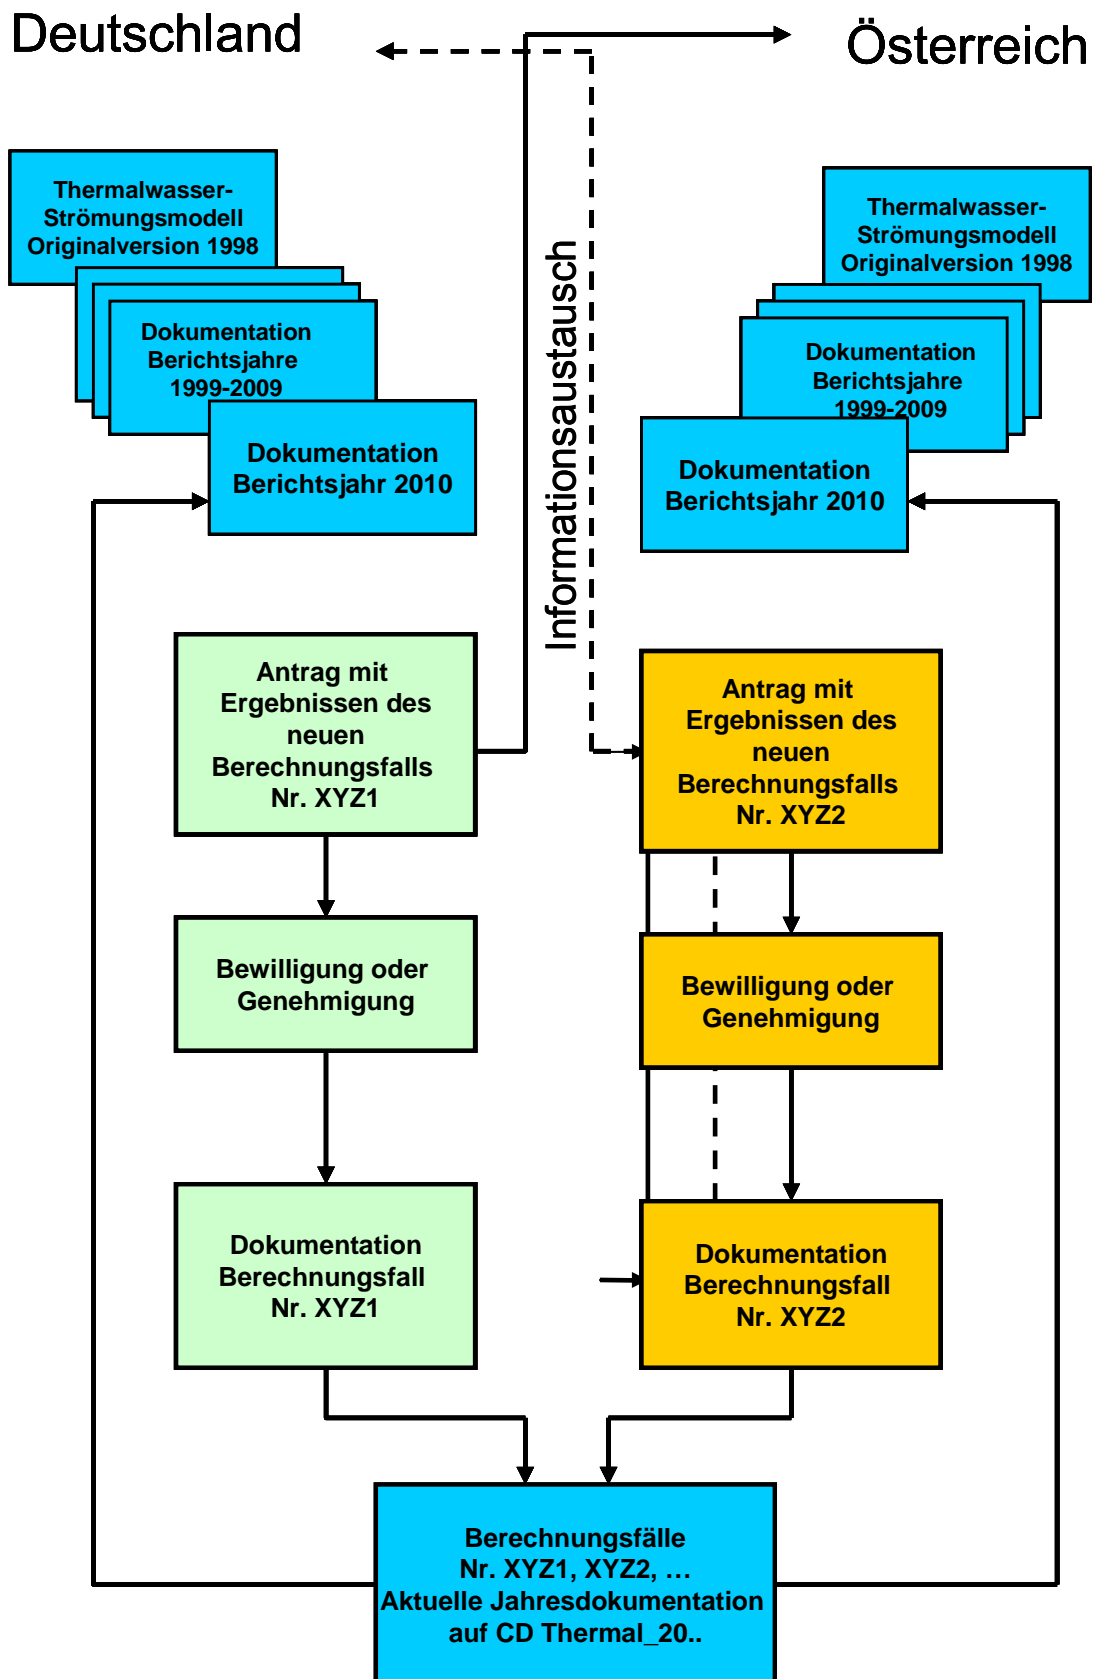 Deutschland
Österreich
Thermalwasser-
Strömungsmodell
Originalversion 1998
Dokumentation
Berichtsjahre
1999-2009
Dokumentation
Berichtsjahr 2010
Informationsaustausch
Thermalwasser-
Strömungsmodell
Originalversion 1998
Dokumentation
Berichtsjahre
1999-2009
Dokumentation
Berichtsjahr 2010
Antrag mit
Ergebnissen des
neuen
Berechnungsfalls
Nr. XYZ1
Antrag mit
Ergebnissen des
neuen
Berechnungsfalls
Nr. XYZ2
Bewilligung oder
Genehmigung
Bewilligung oder
Genehmigung
Dokumentation
Berechnungsfall
Nr. XYZ1
Dokumentation
Berechnungsfall
Nr. XYZ2
Berechnungsfälle
Nr. XYZ1, XYZ2, ...
Aktuelle Jahresdokumentation
auf CD Thermal_20..